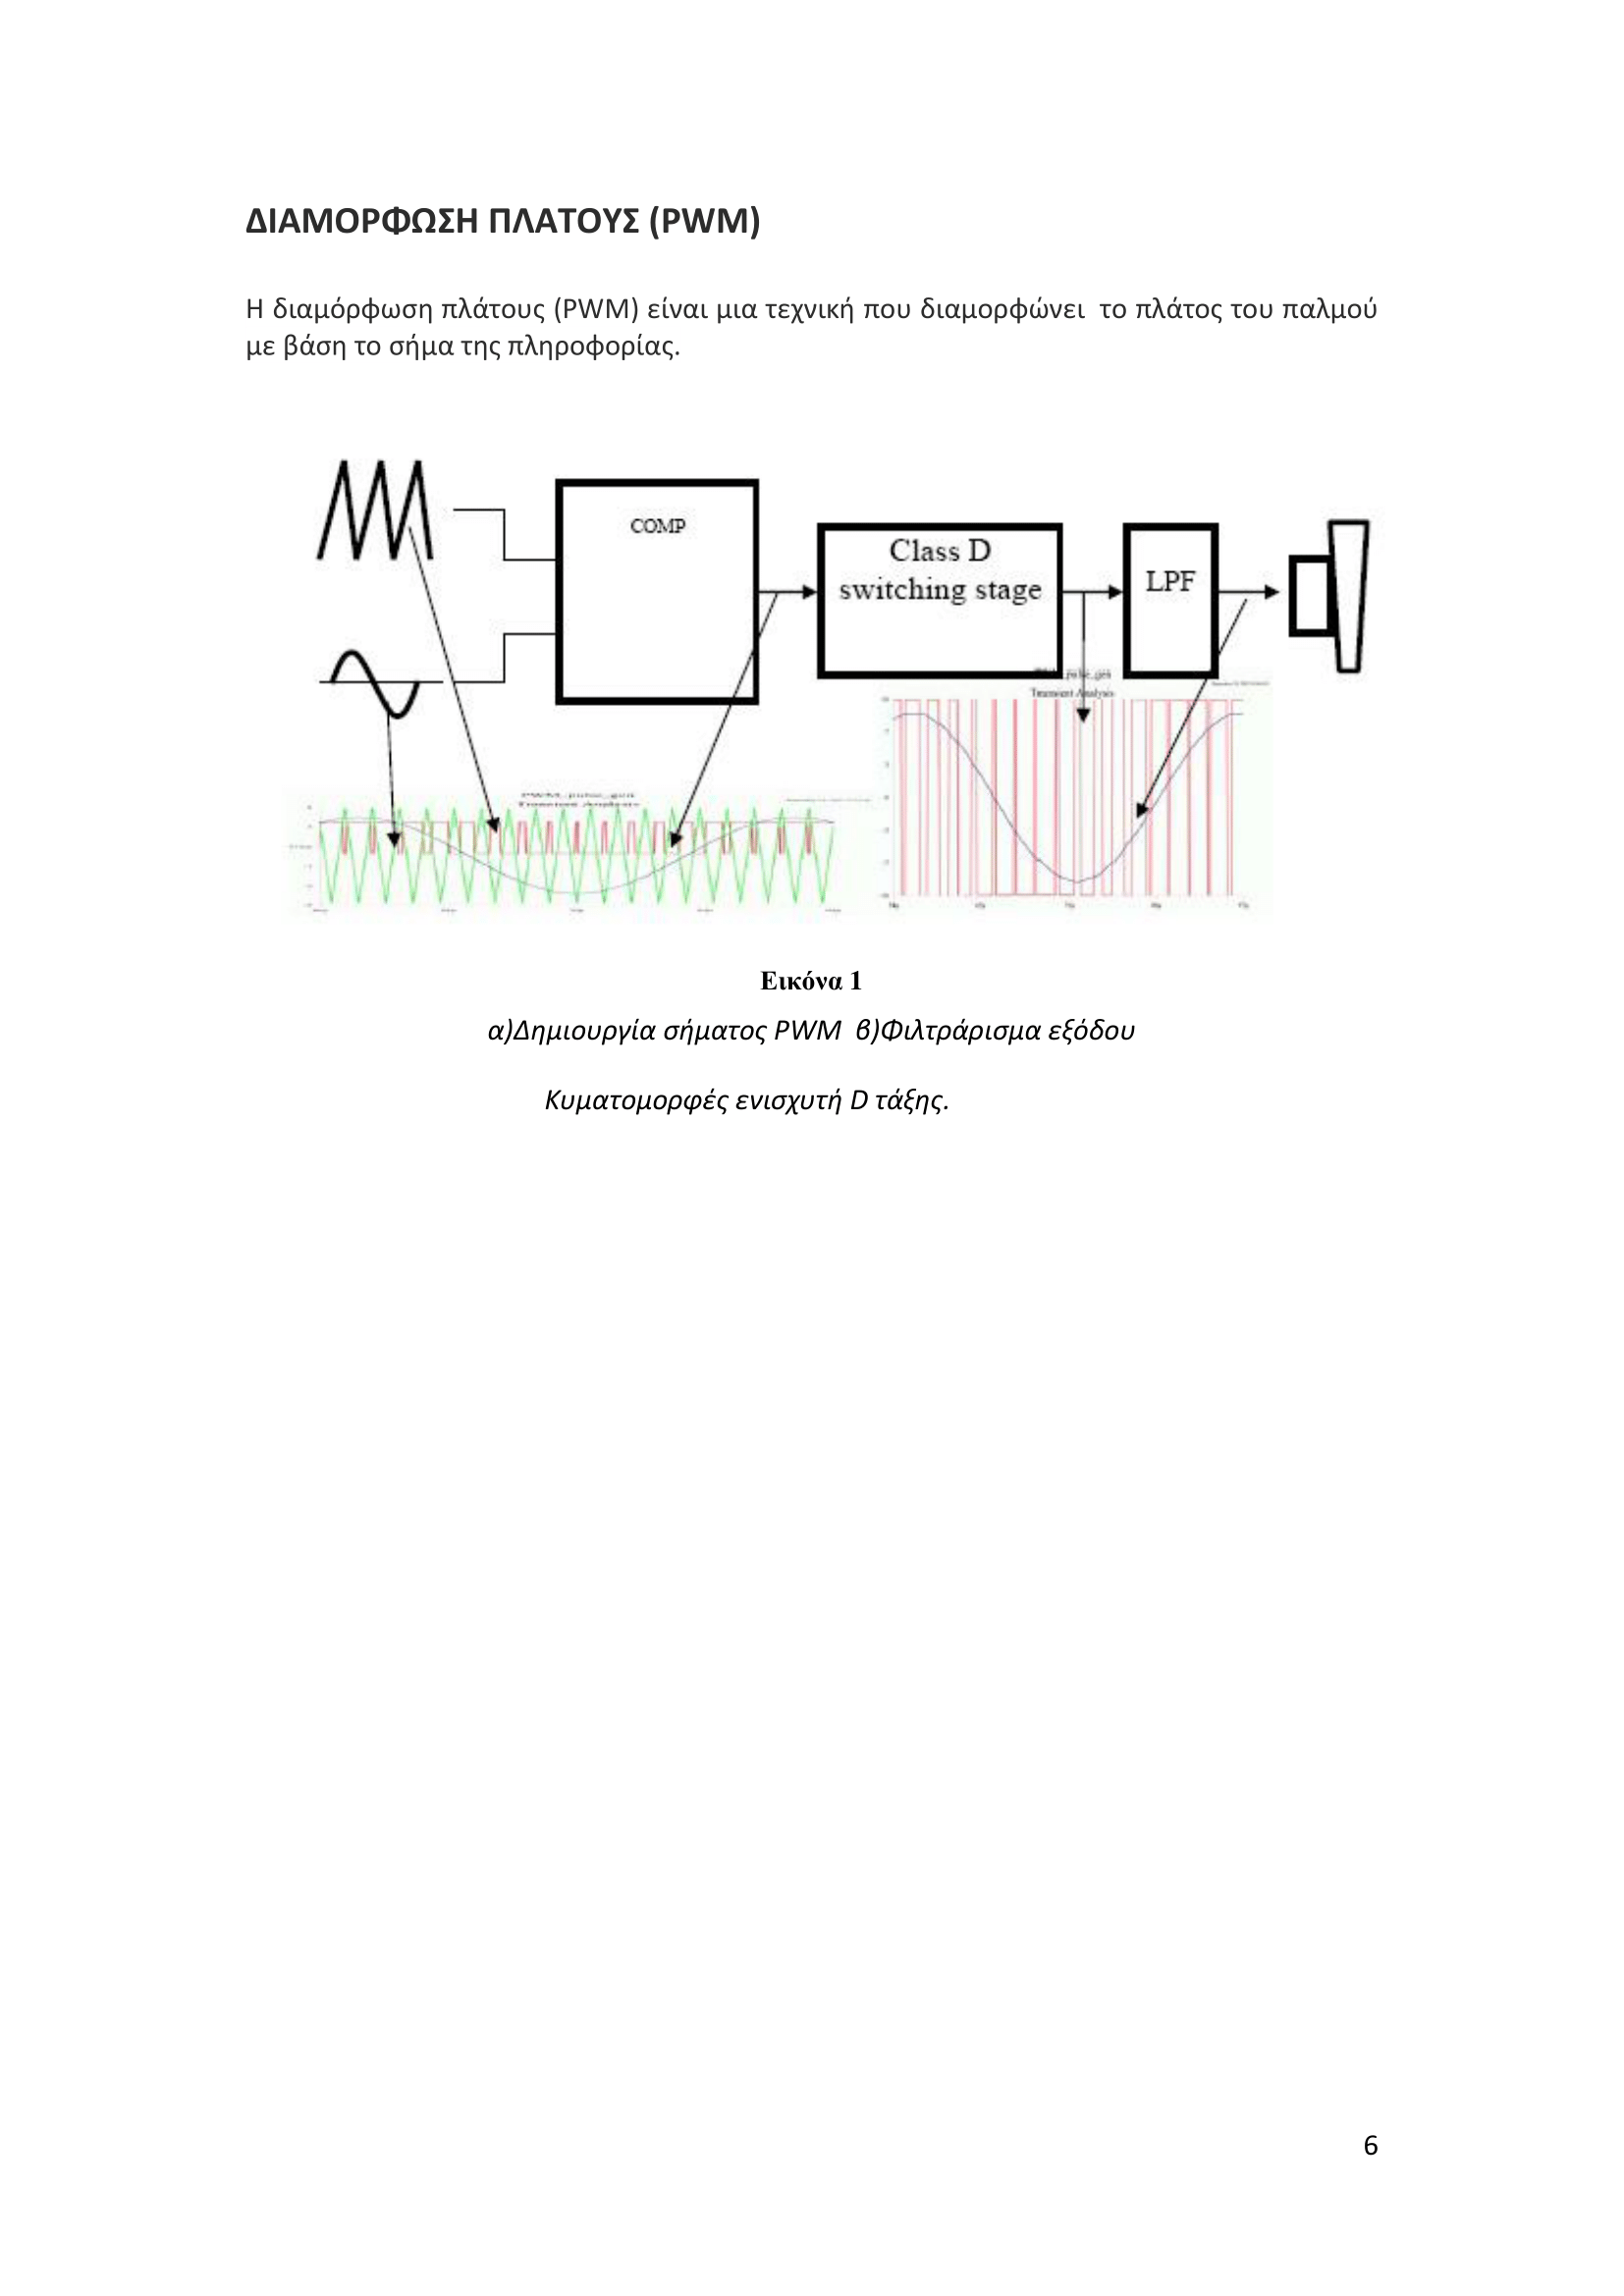 ΔΙΑΜΟΡΦΩΣΗ ΠΛΑΤΟΥΣ (PWM)
Η διαμόρφωση πλάτους (PWM) είναι μια τεχνική που διαμορφώνει το πλάτος του παλμού
με βάση το σήμα της πληροφορίας.
COMP
Class D
switching stage
LPF
Transient Analysis
PWM_pulse_gen
Transient Analysis
Εικόνα 1
α)Δημιουργία σήματος PWM β)Φιλτράρισμα εξόδου
Κυματομορφές ενισχυτή D τάξης.
6